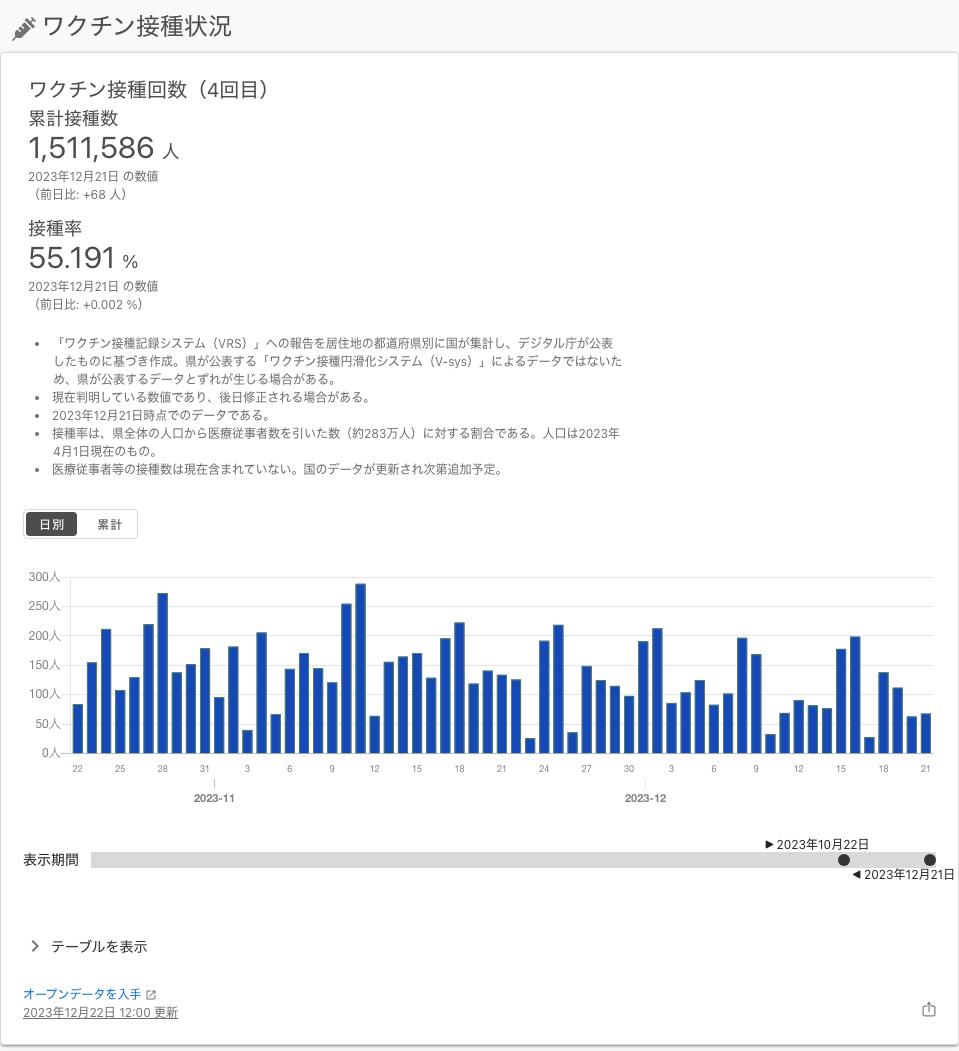 ワクチン接種状況
ワクチン接種回数（4回目）
累計接種数
1,511,586 人
2023年12月21日 の数値
（前日比: +68 人）
接種率
55.191 %
2023年12月21日 の数値
（前日比: +0.002 %）
• 「ワクチン接種記録システム（VRS）」への報告を居住地の都道府県別に国が集計し、デジタル庁が公表
したものに基づき作成。県が公表する「ワクチン接種円滑化システム（V-sys）」によるデータではないた
め、県が公表するデータとずれが生じる場合がある。
• 現在判明している数値であり、後日修正される場合がある。
• 2023年12月21日時点でのデータである。
• 接種率は、県全体の人口から医療従事者数を引いた数（約283万人）に対する割合である。人口は2023年
4月1日現在のもの。
• 医療従事者等の接種数は現在含まれていない。国のデータが更新され次第追加予定。
日別 累計
300人
250人
200人
150人
100人
50人
0人
22 25 28 31 3 6 9 12 15 18 21 24 27 30 3 6 9 12 15 18 21
2023-11 2023-12
▶ 2023年10月22日
表示期間
◀ 2023年12月21日
テーブルを表示
オープンデータを入手
2023年12月22日 12:00 更新